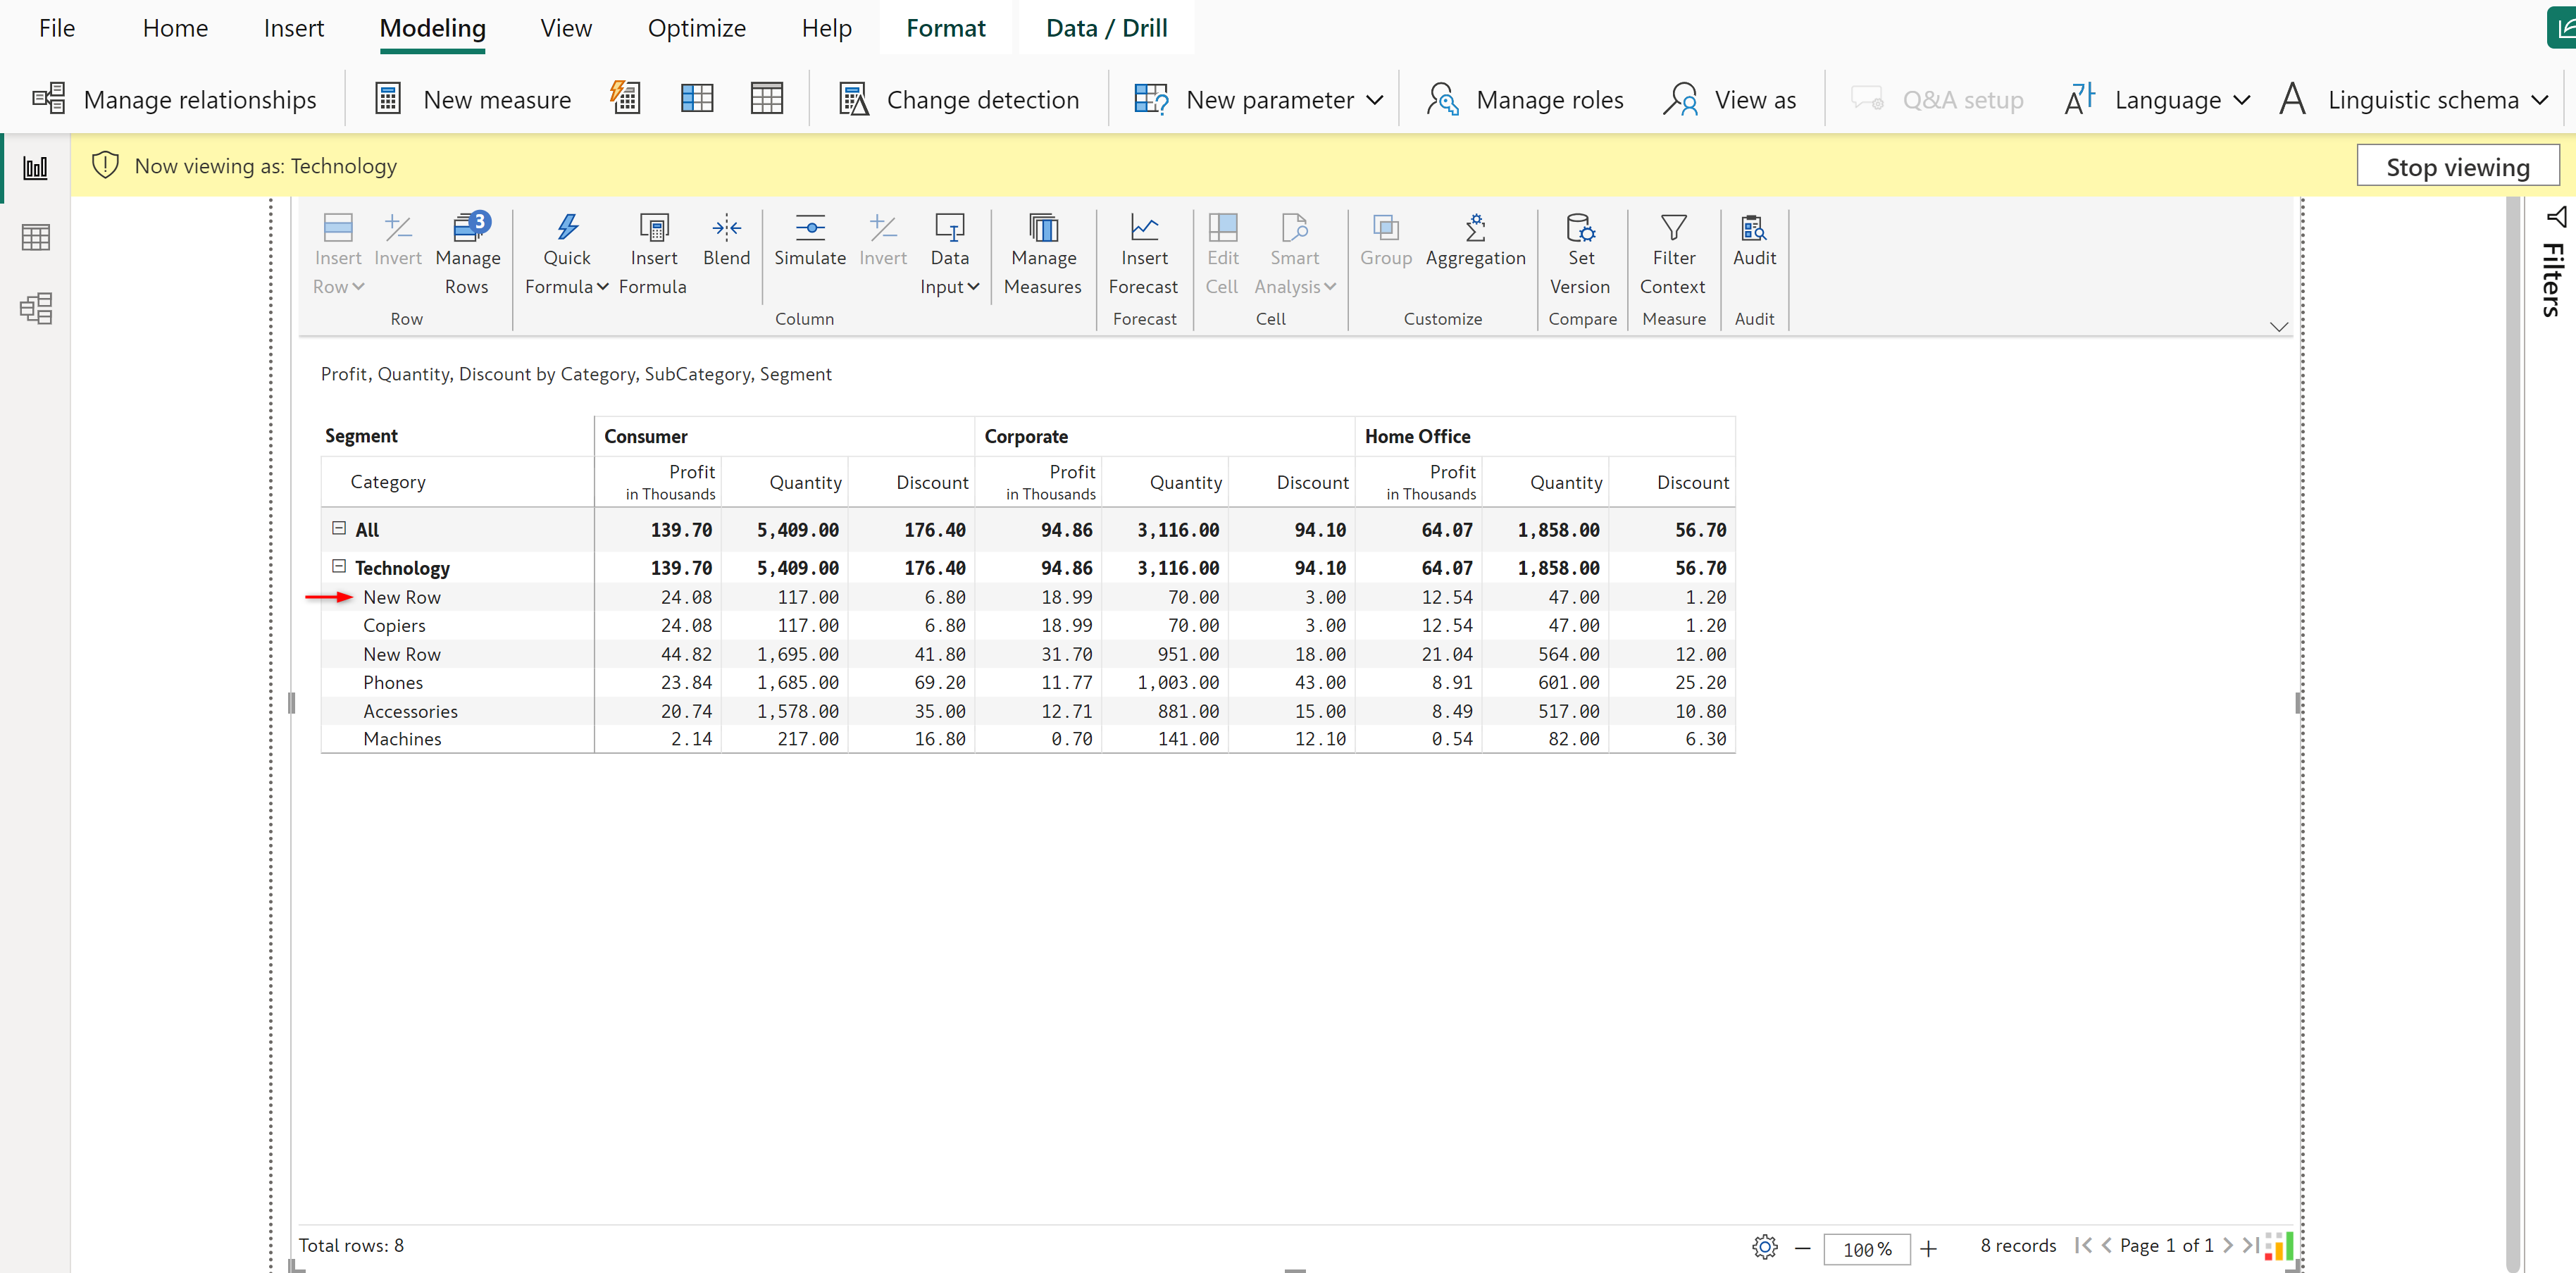 File Home Insert Modeling View Optimize Help Format Data / Drill
Manage relationships New measure Change detection New parameter Manage roles View as Q&A setup Language Linguistic schema
Now viewing as: Technology Stop viewing
Insert Row Invert Manage Rows 3 Quick Formula Insert Formula Blend Simulate Invert Data Input Manage Measures Insert Forecast Edit Cell Smart Analysis Group Aggregation Set Version Filter Context Audit
Row Column Forecast Cell Customize Compare Measure Audit
Filters
Profit, Quantity, Discount by Category, SubCategory, Segment
Segment Consumer Corporate Home Office
Category Profit in Thousands Quantity Discount Profit in Thousands Quantity Discount Profit in Thousands Quantity Discount
All 139.70 5,409.00 176.40 94.86 3,116.00 94.10 64.07 1,858.00 56.70
Technology 139.70 5,409.00 176.40 94.86 3,116.00 94.10 64.07 1,858.00 56.70
New Row 24.08 117.00 6.80 18.99 70.00 3.00 12.54 47.00 1.20
Copiers 24.08 117.00 6.80 18.99 70.00 3.00 12.54 47.00 1.20
New Row 44.82 1,695.00 41.80 31.70 951.00 18.00 21.04 564.00 12.00
Phones 23.84 1,685.00 69.20 11.77 1,003.00 43.00 8.91 601.00 25.20
Accessories 20.74 1,578.00 35.00 12.71 881.00 15.00 8.49 517.00 10.80
Machines 2.14 217.00 16.80 0.70 141.00 12.10 0.54 82.00 6.30
Total rows: 8 100 % 8 records Page 1 of 1